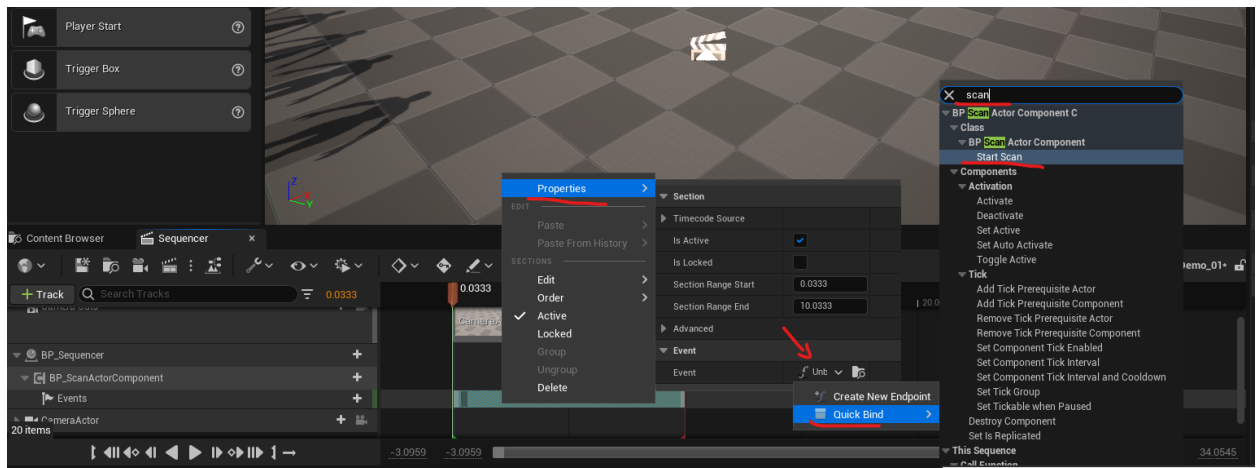 Player Start
Trigger Box
Trigger Sphere
Z
Y
Content Browser
Sequencer
Track
Search Tracks
0.0333
0.0333
BP_Sequencer
BP_ScanActorComponent
Events
CameraActor
20 items
-3.0959
-3.0959
34.0545
Properties
EDIT
Paste
Paste From History
SECTIONS
Edit
Order
Active
Locked
Group
Ungroup
Delete
Section
Timecode Source
Is Active
Is Locked
Section Range Start
0.0333
Section Range End
10.0333
Advanced
Event
Event
Unb
Create New Endpoint
Quick Bind
scan
BP Scan Actor Component C
Class
BP Scan Actor Component
Start Scan
Components
Activation
Activate
Deactivate
Set Active
Set Auto Activate
Toggle Active
Tick
Add Tick Prerequisite Actor
Add Tick Prerequisite Component
Remove Tick Prerequisite Actor
Remove Tick Prerequisite Component
Set Component Tick Enabled
Set Component Tick Interval
Set Component Tick Interval and Cooldown
Set Tick Group
Set Tickable when Paused
Destroy Component
Set Is Replicated
This Sequence
Call Function